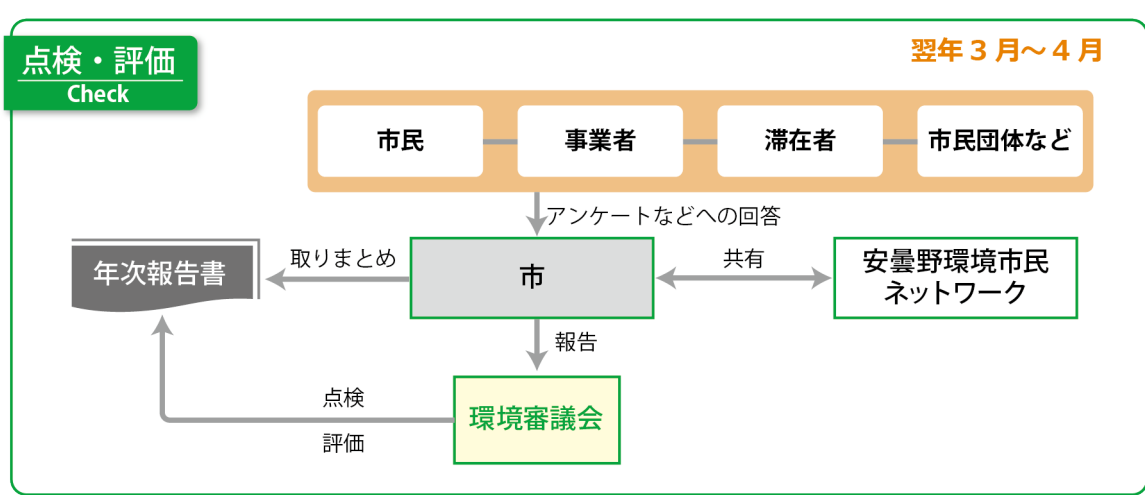 点検・評価
Check
翌年3月～4月
市民
事業者
滞在者
市民団体など
アンケートなどへの回答
年次報告書
取りまとめ
市
共有
安曇野環境市民
ネットワーク
報告
点検
評価
環境審議会